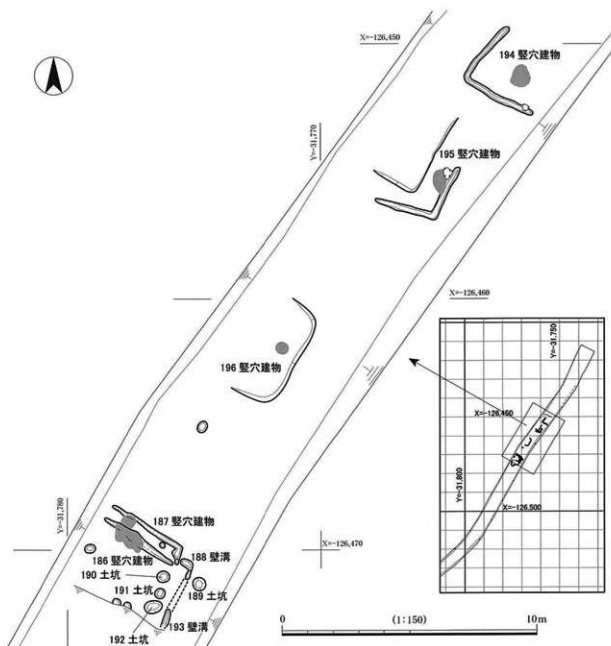 X=-126,450
194 竪穴建物
Y=-31,770
195 竪穴建物
X=-126,460
196 竪穴建物
Y=-31,750
X=-126,450
Y=-31,800
X=-126,500
Y=-31,780
187 竪穴建物
186 竪穴建物
188 壁溝
X=-126,470
190 土坑
191 土坑
189 土坑
192 土坑
193 壁溝
0
(1:150)
10m